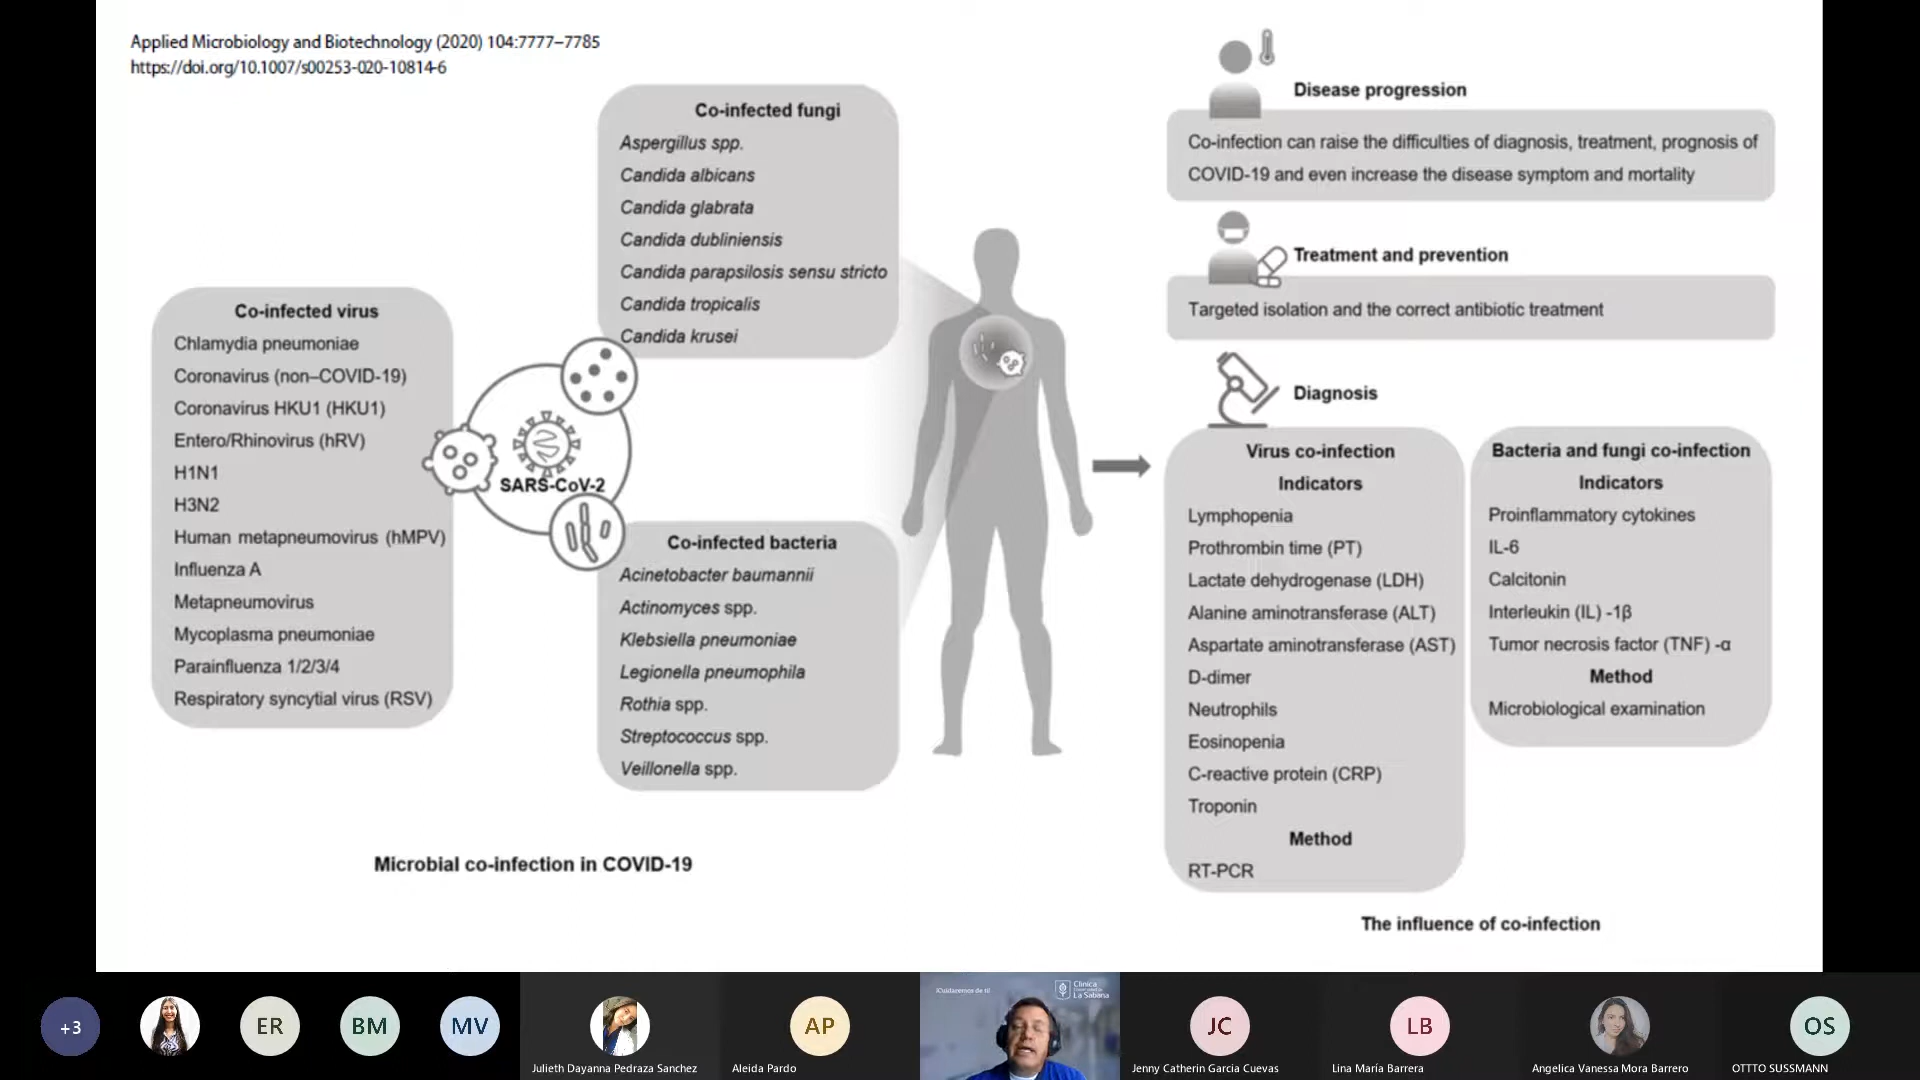 Applied Microbiology and Biotechnology (2020) 104:7777–7785
https://doi.org/10.1007/s00253-020-10814-6
Co-infected fungi
Aspergillus spp.
Candida albicans
Candida glabrata
Candida dubliniensis
Candida parapsilosis sensu stricto
Candida tropicalis
Candida krusei
Co-infected virus
Chlamydia pneumoniae
Coronavirus (non–COVID-19)
Coronavirus HKU1 (HKU1)
Entero/Rhinovirus (hRV)
H1N1
H3N2
Human metapneumovirus (hMPV)
Influenza A
Metapneumovirus
Mycoplasma pneumoniae
Parainfluenza 1/2/3/4
Respiratory syncytial virus (RSV)
SARS-CoV-2
Co-infected bacteria
Acinetobacter baumannii
Actinomyces spp.
Klebsiella pneumoniae
Legionella pneumophila
Rothia spp.
Streptococcus spp.
Veillonella spp.
Microbial co-infection in COVID-19
Disease progression
Co-infection can raise the difficulties of diagnosis, treatment, prognosis of
COVID-19 and even increase the disease symptom and mortality
Treatment and prevention
Targeted isolation and the correct antibiotic treatment
Diagnosis
Virus co-infection
Indicators
Lymphopenia
Prothrombin time (PT)
Lactate dehydrogenase (LDH)
Alanine aminotransferase (ALT)
Aspartate aminotransferase (AST)
D-dimer
Neutrophils
Eosinopenia
C-reactive protein (CRP)
Troponin
Method
RT-PCR
Bacteria and fungi co-infection
Indicators
Proinflammatory cytokines
IL-6
Calcitonin
Interleukin (IL) -1β
Tumor necrosis factor (TNF) -α
Method
Microbiological examination
The influence of co-infection
+3
ER
BM
MV
Julieth Dayanna Pedraza Sanchez
AP
Aleida Pardo
¡Cuidaremos de ti!
Clínica
La Sabana
JC
Jenny Catherin Garcia Cuevas
LB
Lina María Barrera
Angelica Vanessa Mora Barrero
OS
OTTTO SUSSMANN